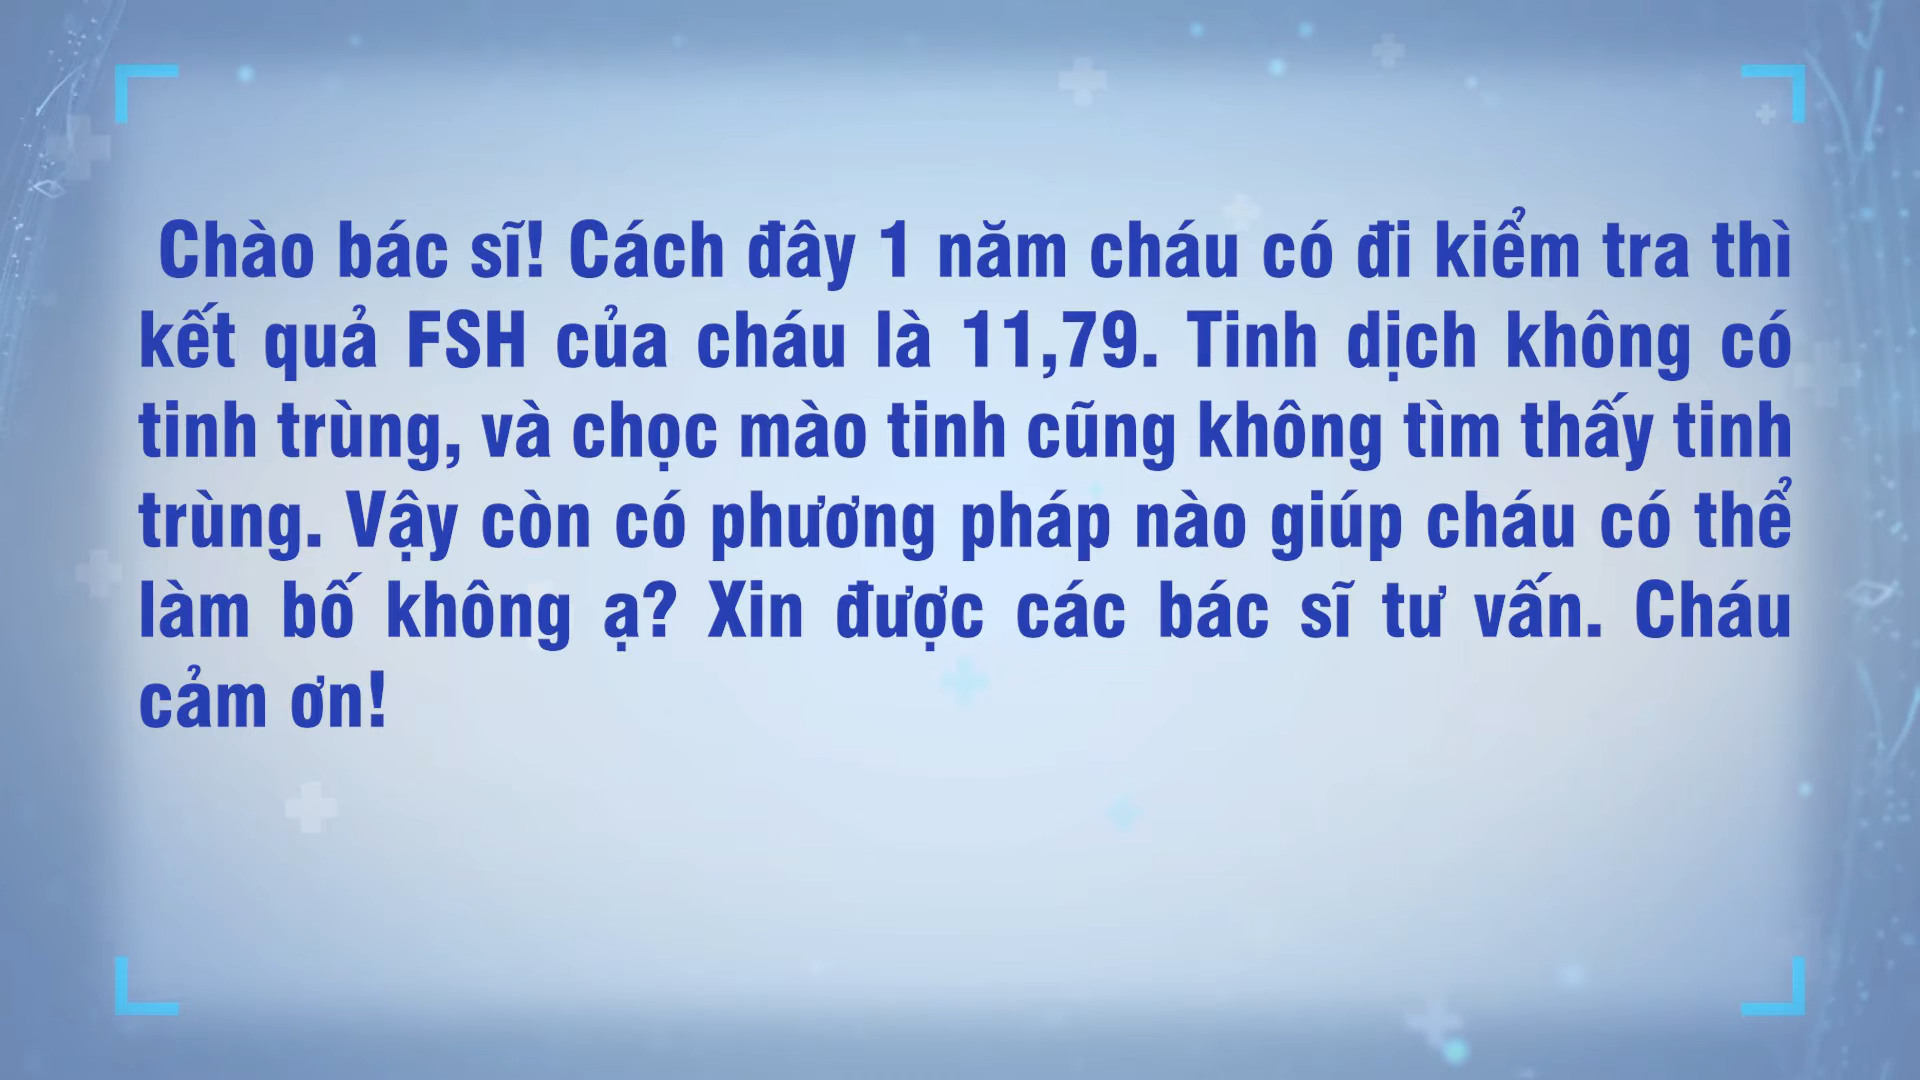 Chào bác sĩ! Cách đây 1 năm cháu có đi kiểm tra thì
kết quả FSH của cháu là 11,79. Tinh dịch không có
tinh trùng, và chọc mào tinh cũng không tìm thấy tinh
trùng. Vậy còn có phương pháp nào giúp cháu có thể
làm bố không ạ? Xin được các bác sĩ tư vấn. Cháu
cảm ơn!